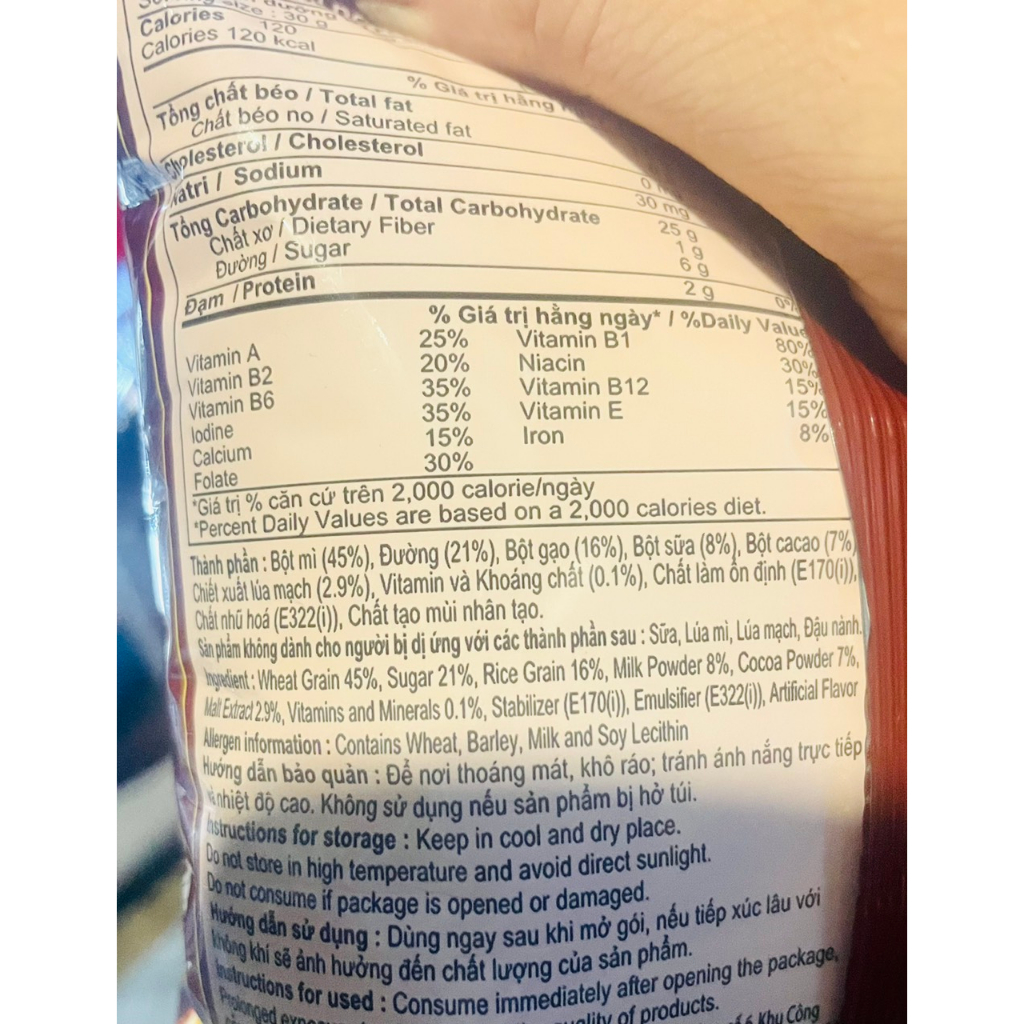 size : 30 g
Calories 120
Calories 120 kcal
% Giá trị hằng
Tổng chất béo / Total fat
Chất béo no / Saturated fat
Cholesterol / Cholesterol 0
Natri / Sodium 30 mg
Tổng Carbohydrate / Total Carbohydrate 25 g
Chất xơ / Dietary Fiber 1 g
Đường / Sugar 6 g
Đạm / Protein 2 g 0%
% Giá trị hằng ngày* / %Daily Value
Vitamin A 25% Vitamin B1 80%
Vitamin B2 20% Niacin 30%
Vitamin B6 35% Vitamin B12 15%
Iodine 35% Vitamin E 15%
Calcium 15% Iron 8%
Folate 30%
*Giá trị % căn cứ trên 2,000 calorie/ngày
*Percent Daily Values are based on a 2,000 calories diet.
Thành phần : Bột mì (45%), Đường (21%), Bột gạo (16%), Bột sữa (8%), Bột cacao (7%)
Chiết xuất lúa mạch (2.9%), Vitamin và Khoáng chất (0.1%), Chất làm ổn định (E170(i)),
Chất nhũ hoá (E322(i)), Chất tạo mùi nhân tạo.
Sản phẩm không dành cho người bị dị ứng với các thành phần sau : Sữa, Lúa mì, Lúa mạch, Đậu nành.
Ingredient : Wheat Grain 45%, Sugar 21%, Rice Grain 16%, Milk Powder 8%, Cocoa Powder 7%,
Malt Extract 2.9%, Vitamins and Minerals 0.1%, Stabilizer (E170(i)), Emulsifier (E322(i)), Artificial Flavor
Allergen information : Contains Wheat, Barley, Milk and Soy Lecithin
Hướng dẫn bảo quản : Để nơi thoáng mát, khô ráo; tránh ánh nắng trực tiếp
và nhiệt độ cao. Không sử dụng nếu sản phẩm bị hở túi.
Instructions for storage : Keep in cool and dry place.
Do not store in high temperature and avoid direct sunlight.
Do not consume if package is opened or damaged.
Hướng dẫn sử dụng : Dùng ngay sau khi mở gói, nếu tiếp xúc lâu với
không khí sẽ ảnh hưởng đến chất lượng của sản phẩm.
Instructions for used : Consume immediately after opening the package,
Prolonged quality of products.
Khu Công